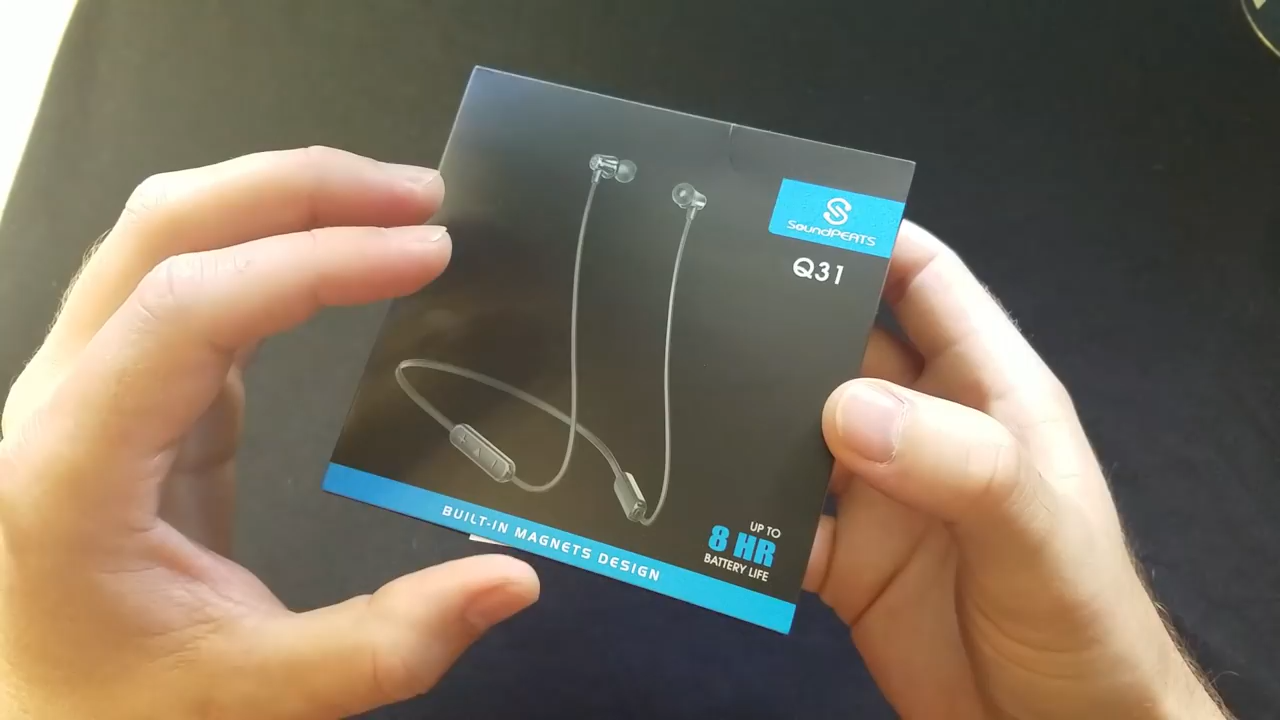 SoundPEATS
Q31
UP TO
8 HR
BATTERY LIFE
BUILT-IN MAGNETS DESIGN